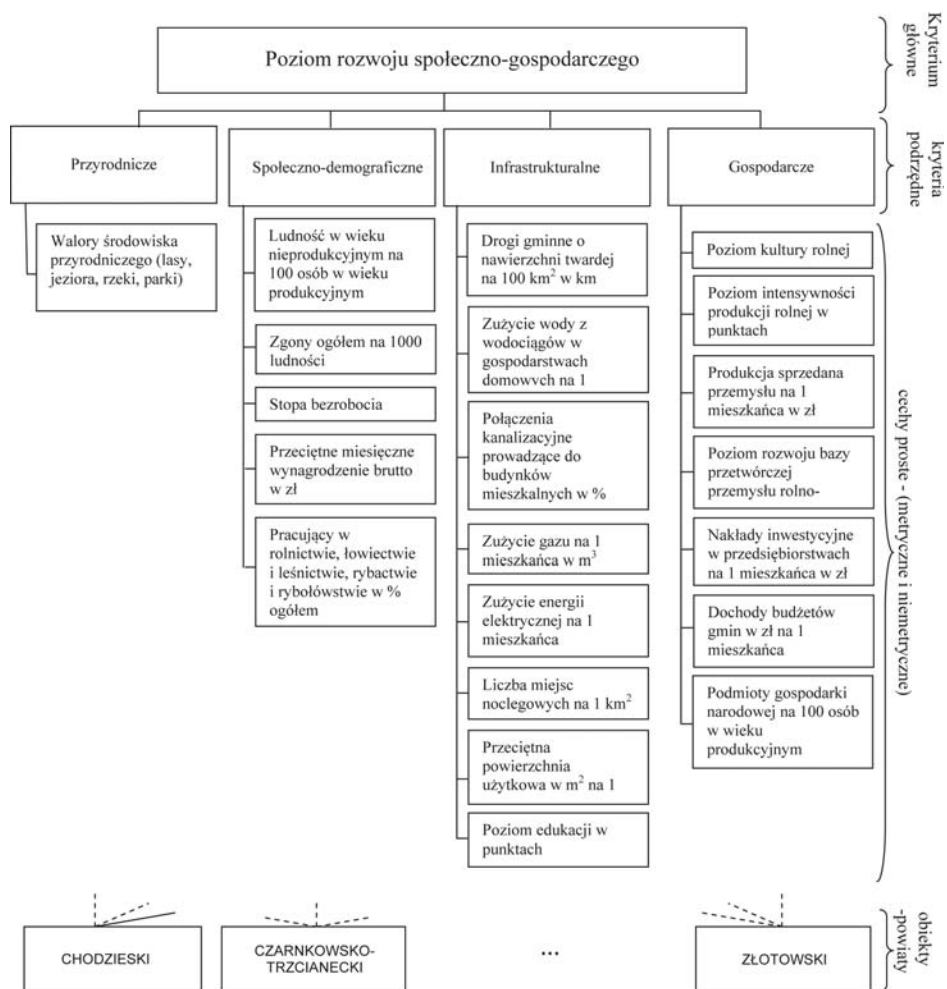 Poziom rozwoju społeczno-gospodarczego
Kryterium
główne
Przyrodnicze
Społeczno-demograficzne
Infrastrukturalne
Gospodarcze
kryteria
podrzędne
Walory środowiska
przyrodniczego (lasy,
jeziora, rzeki, parki)
Ludność w wieku
nieprodukcyjnym na
100 osób w wieku
produkcyjnym
Zgony ogółem na 1000
ludności
Stopa bezrobocia
Przeciętne miesięczne
wynagrodzenie brutto
w zł
Pracujący w
rolnictwie, łowiectwie
i leśnictwie, rybactwie
i rybołówstwie w %
ogółem
Drogi gminne o
nawierzchni twardej
na 100 km² w km
Zużycie wody z
wodociągów w
gospodarstwach
domowych na 1
Połączenia
kanalizacyjne
prowadzące do
budynków
mieszkalnych w %
Zużycie gazu na 1
mieszkańca w m³
Zużycie energii
elektrycznej na 1
mieszkańca
Liczba miejsc
noclegowych na 1 km²
Przeciętna
powierzchnia
użytkowa w m² na 1
Poziom edukacji w
punktach
Poziom kultury rolnej
Poziom intensywności
produkcji rolnej w
punktach
Produkcja sprzedana
przemysłu na 1
mieszkańca w zł
Poziom rozwoju bazy
przetwórczej
przemysłu rolno-
Nakłady inwestycyjne
w przedsiębiorstwach
na 1 mieszkańca w zł
Dochody budżetów
gmin w zł na 1
mieszkańca
Podmioty gospodarki
narodowej na 100 osób
w wieku
produkcyjnym
cechy proste - (metryczne i niemetryczne)
CHODZIESKI
CZARNKOWSKO-
TRZCIANECKI
...
ZŁOTOWSKI
obiekty
-powiaty